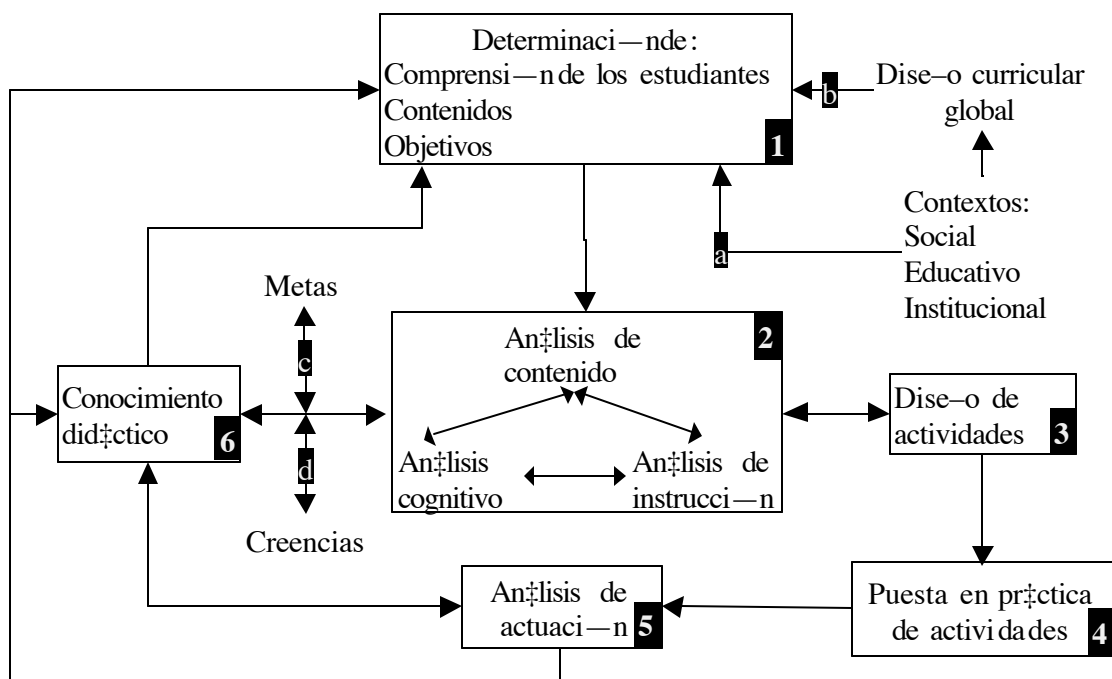 Determinaci—nde:
Comprensi—n de los estudiantes
Contenidos
Objetivos
1
b
Dise–o curricular
global
a
Contextos:
Social
Educativo
Institucional
Metas
c
Conocimiento
did‡ctico
6
d
Creencias
An‡lisis de
contenido
2
An‡lisis
cognitivo
An‡lisis de
instrucci—n
Dise–o de
actividades
3
An‡lisis de
actuaci—n
5
Puesta en pr‡ctica
de actividades
4